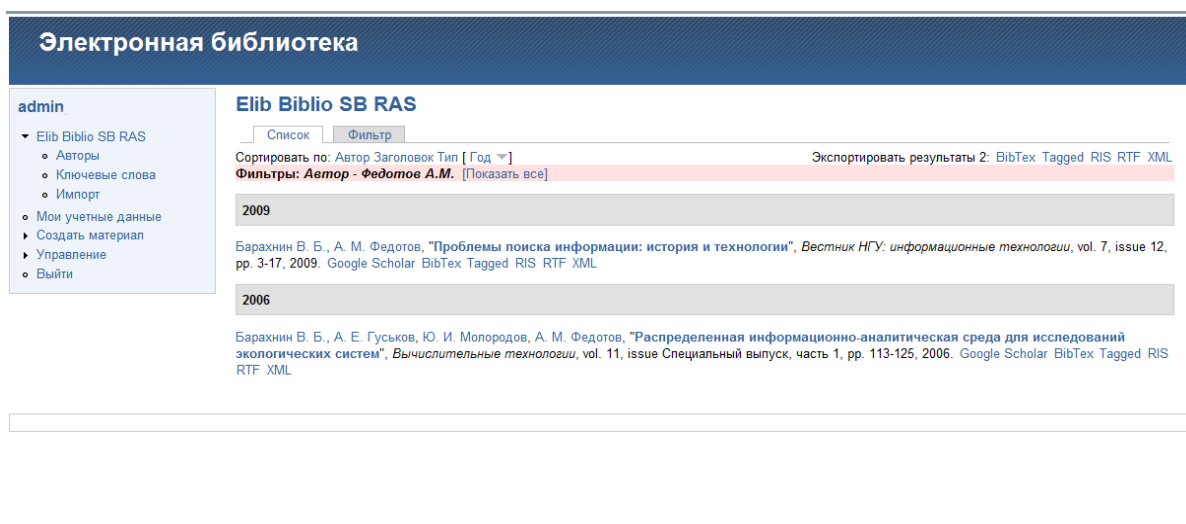 Электронная библиотека
admin
Elib Biblio SB RAS
Авторы
Ключевые слова
Импорт
Мои учетные данные
Создать материал
Управление
Выйти
Elib Biblio SB RAS
Список Фильтр
Сортировать по: Автор Заголовок Тип [ Год ] Экспортировать результаты 2: BibTex Tagged RIS RTF XML
Фильтры: Автор - Федотов А.М. [Показать все]
2009
Барахнин В. Б., А. М. Федотов, "Проблемы поиска информации: история и технологии", Вестник НГУ: информационные технологии, vol. 7, issue 12,
pp. 3-17, 2009. Google Scholar BibTex Tagged RIS RTF XML
2006
Барахнин В. Б., А. Е. Гуськов, Ю. И. Молородов, А. М. Федотов, "Распределенная информационно-аналитическая среда для исследований
экологических систем", Вычислительные технологии, vol. 11, issue Специальный выпуск, часть 1, pp. 113-125, 2006. Google Scholar BibTex Tagged RIS
RTF XML